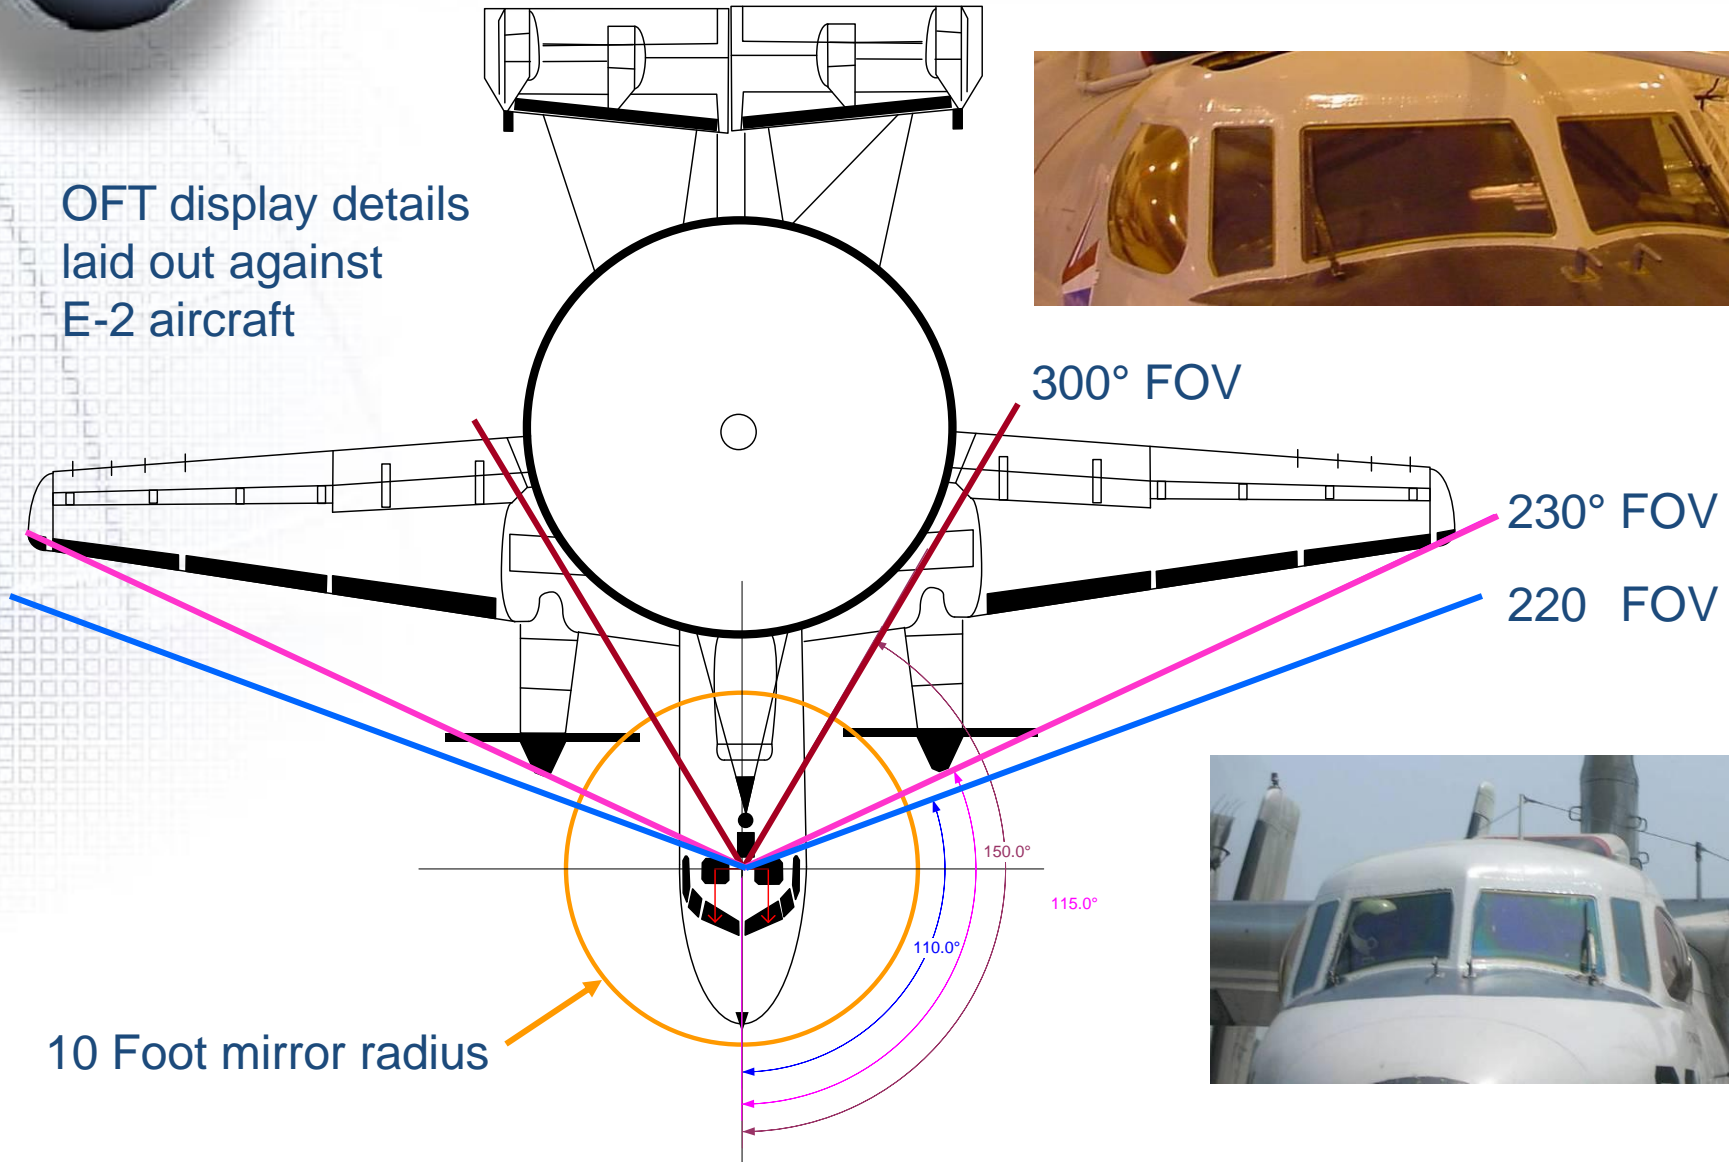 OFT display details
laid out against
E-2 aircraft
300° FOV
230° FOV
220 FOV
150.0°
115.0°
110.0°
10 Foot mirror radius